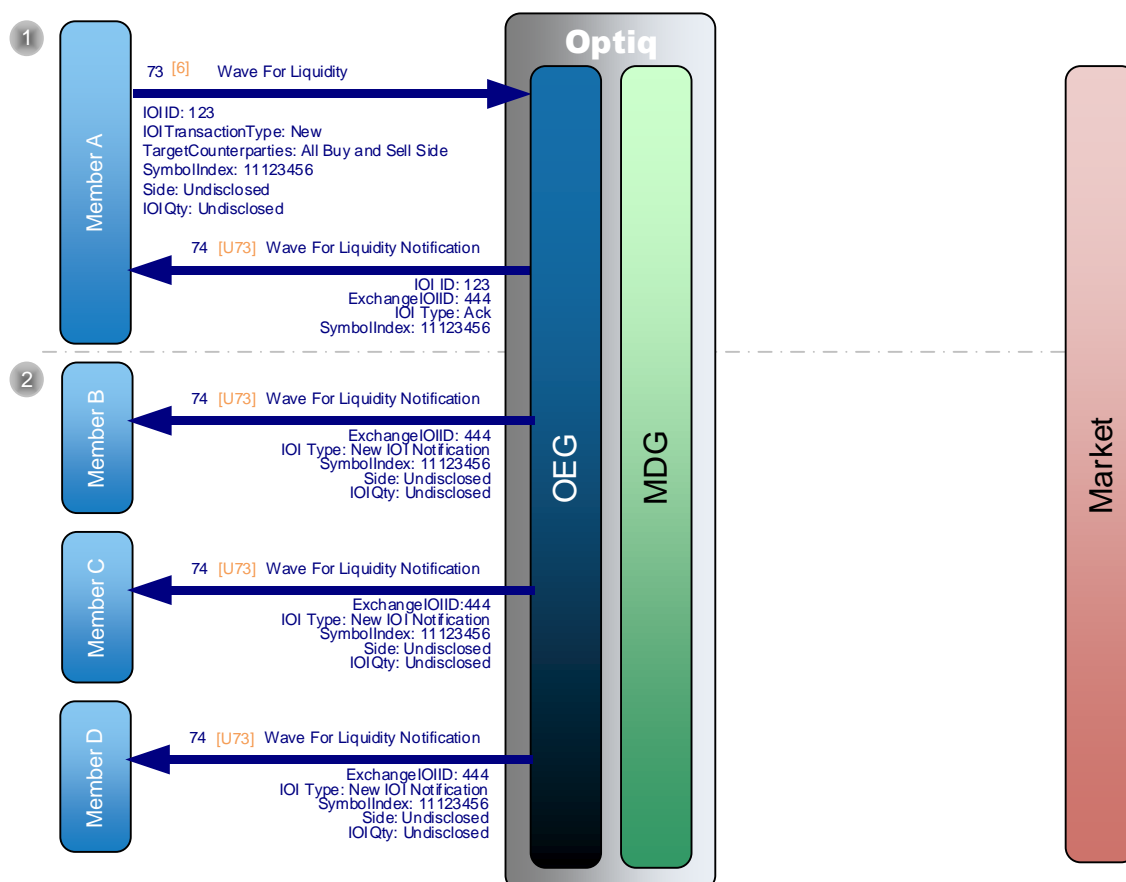 1
Optiq
73 [6] Wave For Liquidity
IOIID: 123
IOITransactionType: New
TargetCounterparties: All Buy and Sell Side
SymbolIndex: 11123456
Side: Undisclosed
IOIQty: Undisclosed
Member A
74 [U73] Wave For Liquidity Notification
IOI ID: 123
ExchangeIOIID: 444
IOI Type: Ack
SymbolIndex: 11123456
2
Member B
74 [U73] Wave For Liquidity Notification
ExchangeIOIID: 444
IOI Type: New IOI Notification
SymbolIndex: 11123456
Side: Undisclosed
IOIQty: Undisclosed
OEG
MDG
Market
Member C
74 [U73] Wave For Liquidity Notification
ExchangeIOIID:444
IOI Type: New IOI Notification
SymbolIndex: 11123456
Side: Undisclosed
IOIQty: Undisclosed
Member D
74 [U73] Wave For Liquidity Notification
ExchangeIOIID: 444
IOI Type: New IOI Notification
SymbolIndex: 11123456
Side: Undisclosed
IOIQty: Undisclosed